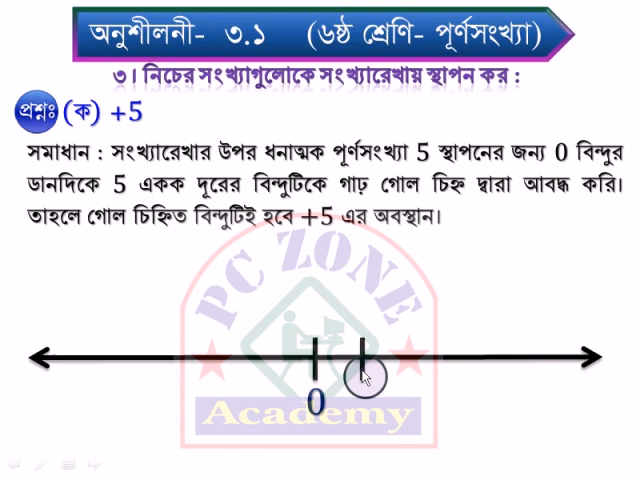 অনুশীলনী- ৩.১ (৬ষ্ঠ শ্রেণি- পূর্ণসংখ্যা)
৩। নিচের সংখ্যাগুলোকে সংখ্যারেখায় স্থাপন কর :
প্রশ্নঃ (ক) +5
সমাধান : সংখ্যারেখার উপর ধনাত্মক পূর্ণসংখ্যা 5 স্থাপনের জন্য 0 বিন্দুর
ডানদিকে 5 একক দূরের বিন্দুটিকে গাঢ় গোল চিহ্ন দ্বারা আবদ্ধ করি।
তাহলে গোল চিহ্নিত বিন্দুটিই হবে +5 এর অবস্থান।
PC ZONE
0
Academy